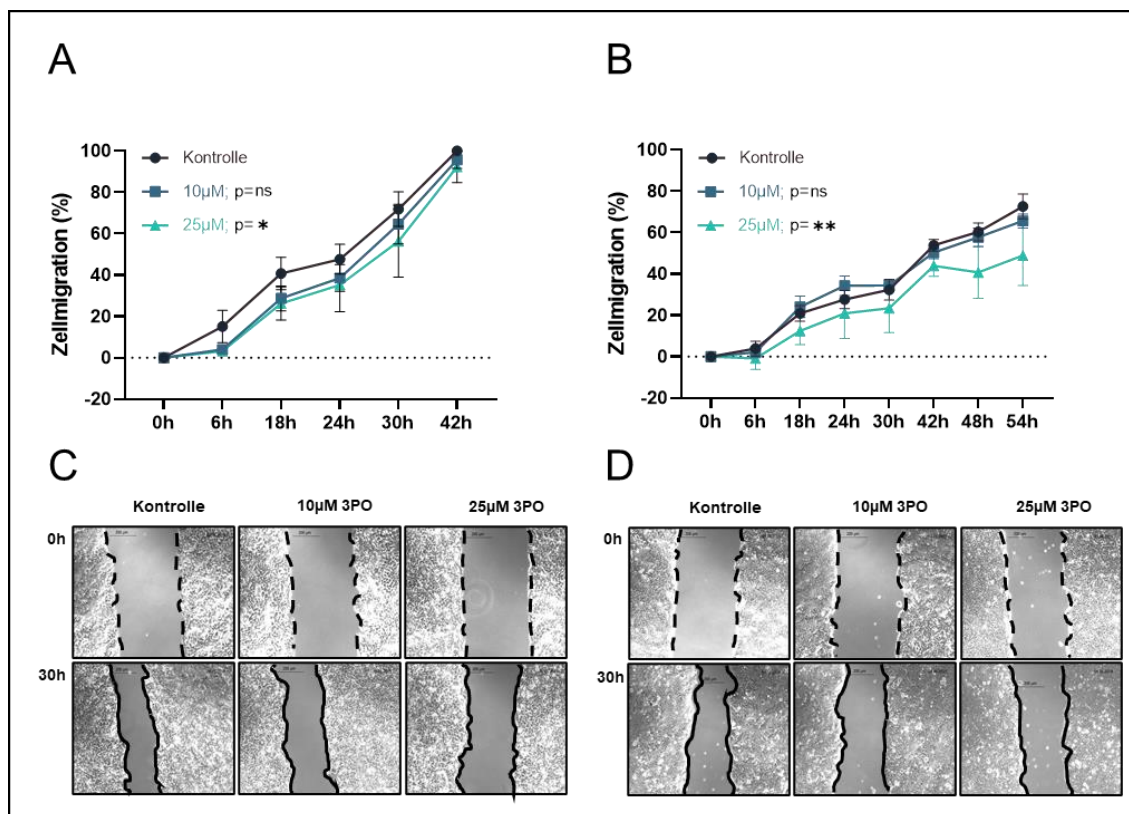 A
B
Kontrolle
10µM; p=ns
25µM; p= *
Zellmigration (%)
100
80
60
40
20
0
-20
0h
6h
18h
24h
30h
42h
Kontrolle
10µM; p=ns
25µM; p= **
Zellmigration (%)
100
80
60
40
20
0
-20
0h
6h
18h
24h
30h
42h
48h
54h
C
D
Kontrolle
10µM 3PO
25µM 3PO
0h
30h
Kontrolle
10µM 3PO
25µM 3PO
0h
30h